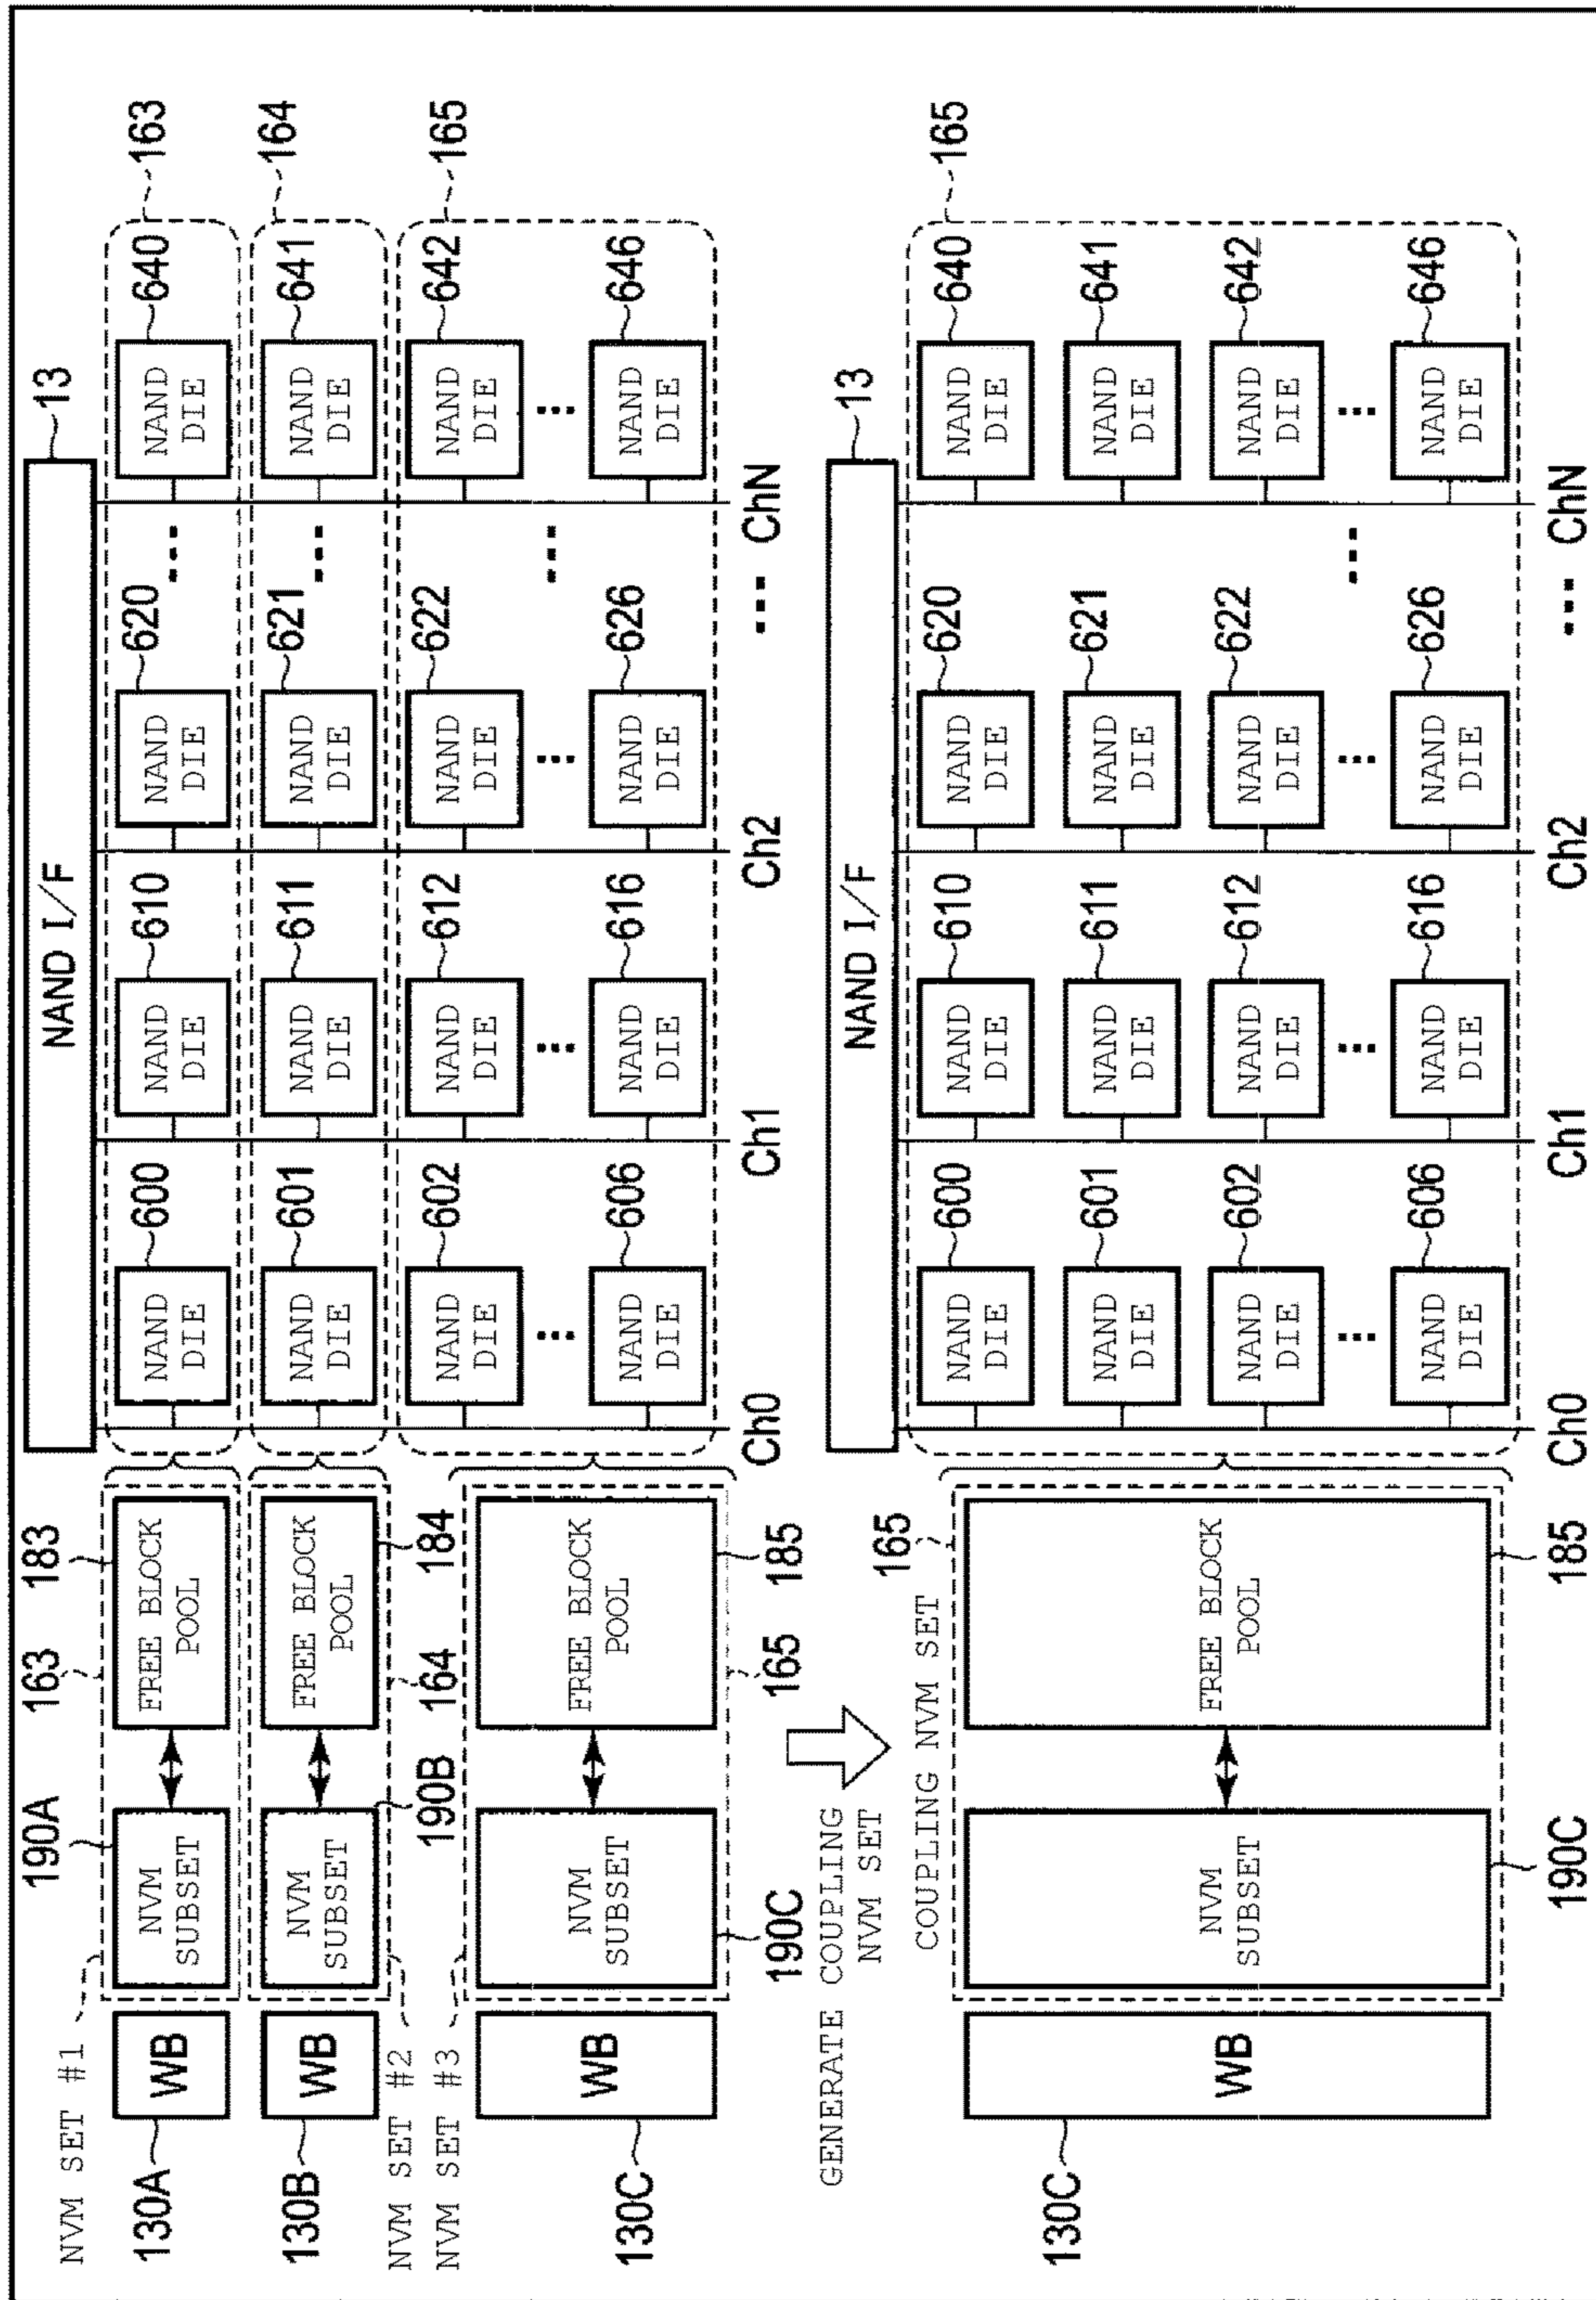 NVM SET #1
190A
163
183
NAND I/F
13
130A
WB
NVM
SUBSET
FREE BLOCK
POOL
600
NAND
DIE
610
NAND
DIE
620
NAND
DIE
640
NAND
DIE
163
130B
WB
NVM
SUBSET
FREE BLOCK
POOL
184
601
NAND
DIE
611
NAND
DIE
621
NAND
DIE
641
NAND
DIE
164
NVM SET #2
190B
164
NVM SET #3
130C
WB
NVM
SUBSET
FREE BLOCK
POOL
602
NAND
DIE
612
NAND
DIE
622
NAND
DIE
642
NAND
DIE
165
606
NAND
DIE
616
NAND
DIE
626
NAND
DIE
646
NAND
DIE
190C
165
185
Ch0
Ch1
Ch2
ChN
GENERATE COUPLING
NVM SET
COUPLING NVM SET
165
NAND I/F
13
130C
WB
NVM
SUBSET
FREE BLOCK
POOL
600
NAND
DIE
610
NAND
DIE
620
NAND
DIE
640
NAND
DIE
165
601
NAND
DIE
611
NAND
DIE
621
NAND
DIE
641
NAND
DIE
602
NAND
DIE
612
NAND
DIE
622
NAND
DIE
642
NAND
DIE
606
NAND
DIE
616
NAND
DIE
626
NAND
DIE
646
NAND
DIE
190C
185
Ch0
Ch1
Ch2
ChN